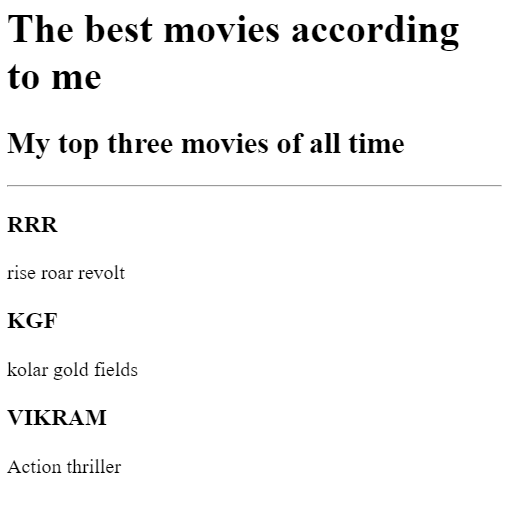 The best movies according
to me
My top three movies of all time
RRR
rise roar revolt
KGF
kolar gold fields
VIKRAM
Action thriller